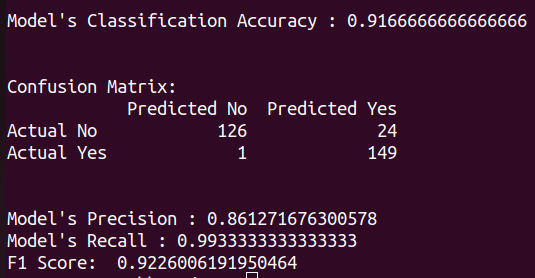 Model's Classification Accuracy : 0.9166666666666666
Confusion Matrix:
Predicted No Predicted Yes
Actual No 126 24
Actual Yes 1 149
Model's Precision : 0.861271676300578
Model's Recall : 0.9933333333333333
F1 Score: 0.9226006191950464